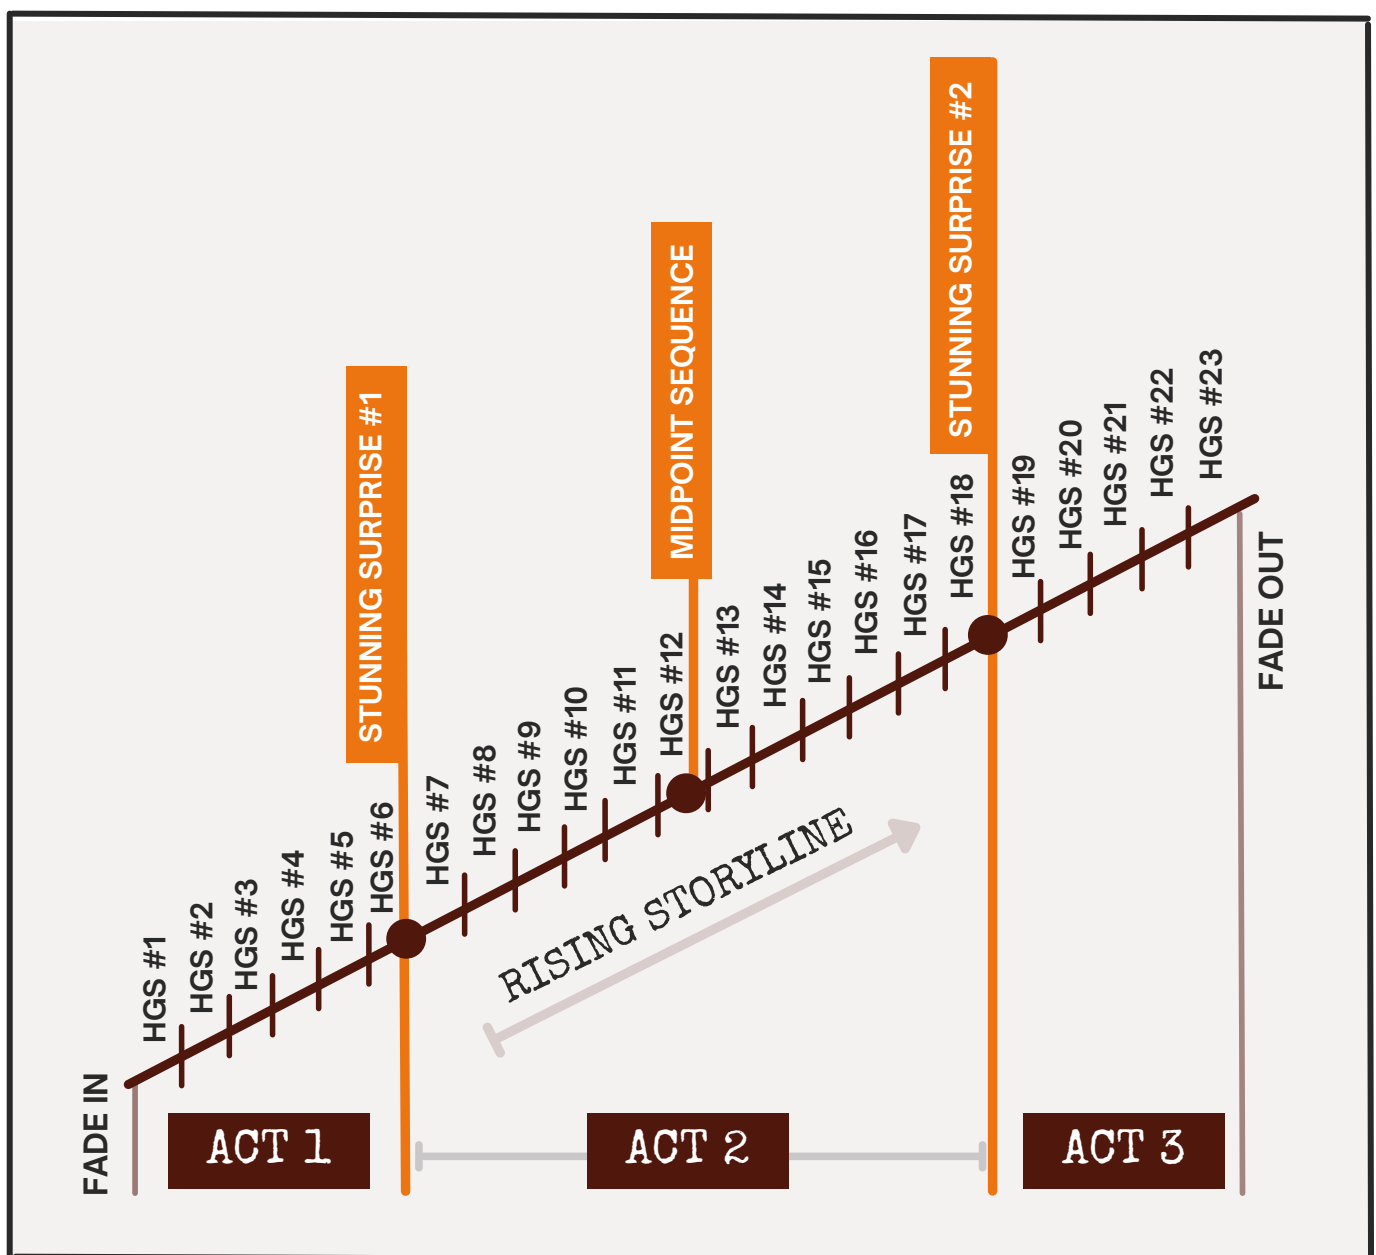 FADE IN
HGS #1
HGS #2
HGS #3
HGS #4
HGS #5
HGS #6
STUNNING SURPRISE #1
HGS #7
HGS #8
HGS #9
HGS #10
HGS #11
HGS #12
MIDPOINT SEQUENCE
HGS #13
HGS #14
HGS #15
HGS #16
HGS #17
HGS #18
STUNNING SURPRISE #2
HGS #19
HGS #20
HGS #21
HGS #22
HGS #23
FADE OUT
RISING STORYLINE
ACT 1
ACT 2
ACT 3